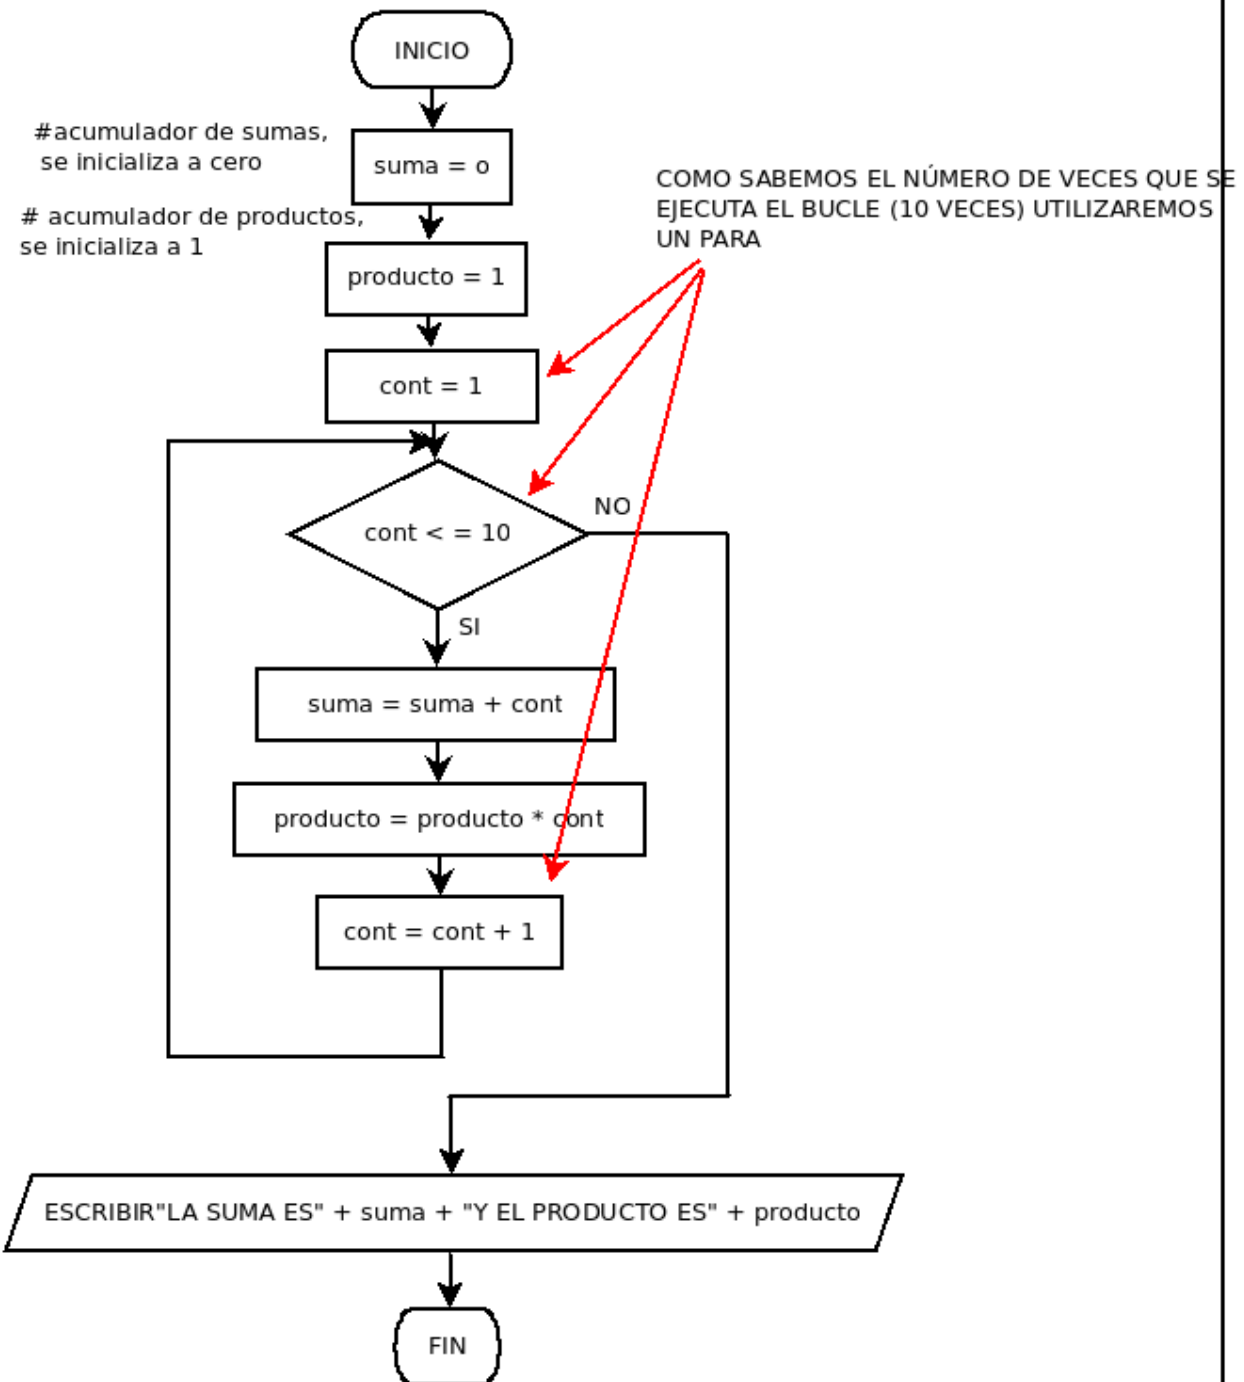 INICIO
#acumulador de sumas,
se inicializa a cero
suma = o
COMO SABEMOS EL NÚMERO DE VECES QUE SE
EJECUTA EL BUCLE (10 VECES) UTILIZAREMOS
UN PARA
# acumulador de productos,
se inicializa a 1
producto = 1
cont = 1
cont < = 10
NO
SI
suma = suma + cont
producto = producto * cont
cont = cont + 1
ESCRIBIR"LA SUMA ES" + suma + "Y EL PRODUCTO ES" + producto
FIN